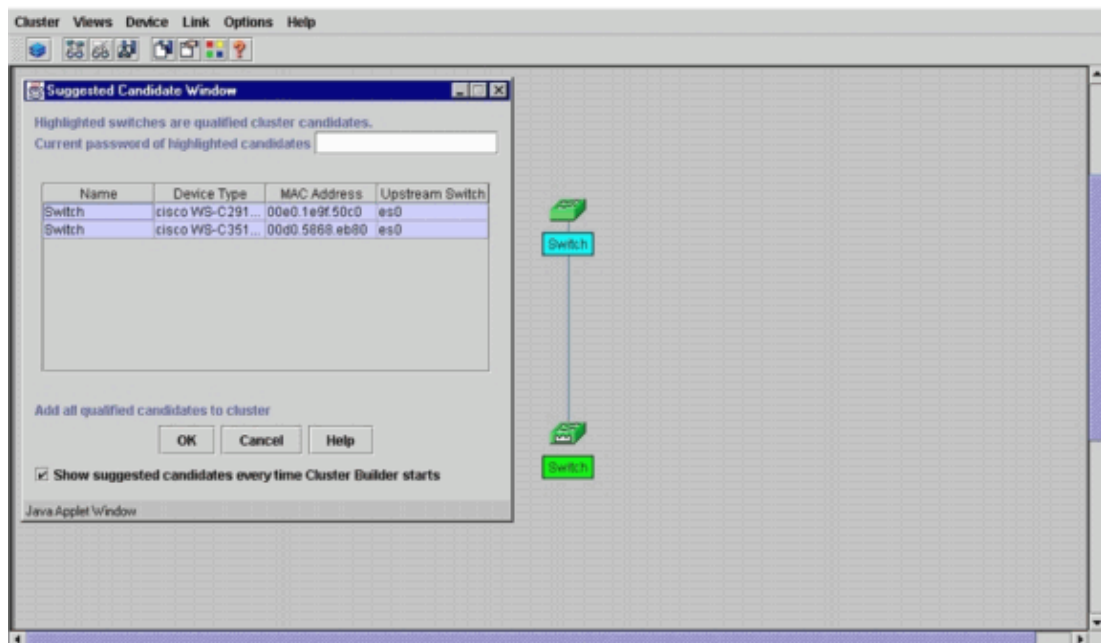 Cluster Views Device Link Options Help
Suggested Candidate Window
Highlighted switches are qualified cluster candidates.
Current password of highlighted candidates
Name Device Type MAC Address Upstream Switch
Switch cisco WS-C291... 00e0.1e9f.50c0 es0
Switch cisco WS-C351... 00d0.5868.eb80 es0
Add all qualified candidates to cluster
OK Cancel Help
Show suggested candidates every time Cluster Builder starts
Java Applet Window
Switch
Switch